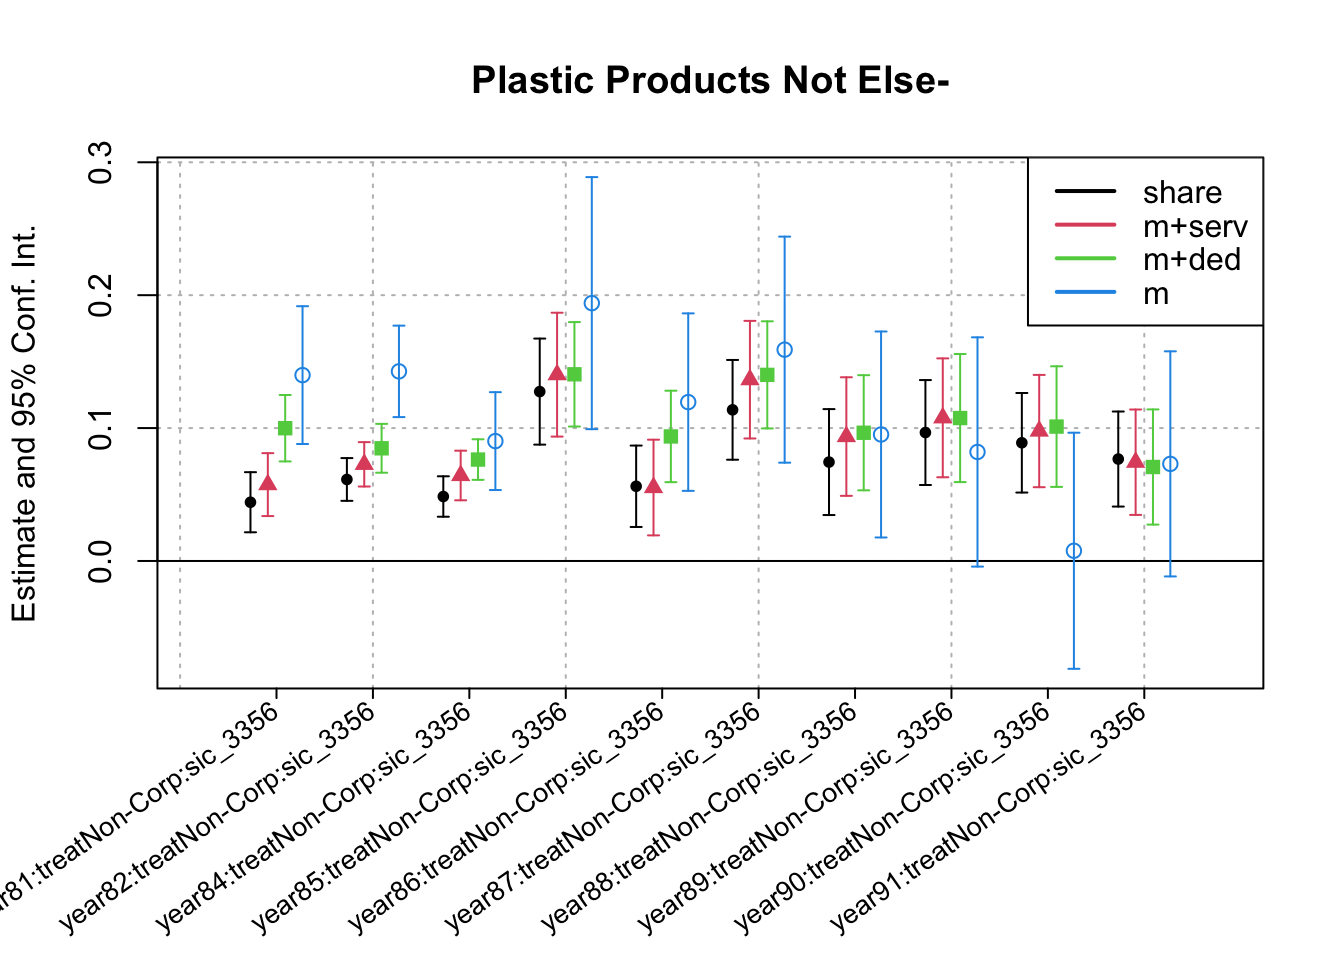 Plastic Products Not Else-
Estimate and 95% Conf. Int.
0.3
0.2
0.1
0.0
share
m+serv
m+ded
m
ar81:treatNon-Corp:sic_3356
year82:treatNon-Corp:sic_3356
year84:treatNon-Corp:sic_3356
year85:treatNon-Corp:sic_3356
year86:treatNon-Corp:sic_3356
year87:treatNon-Corp:sic_3356
year88:treatNon-Corp:sic_3356
year89:treatNon-Corp:sic_3356
year90:treatNon-Corp:sic_3356
year91:treatNon-Corp:sic_3356